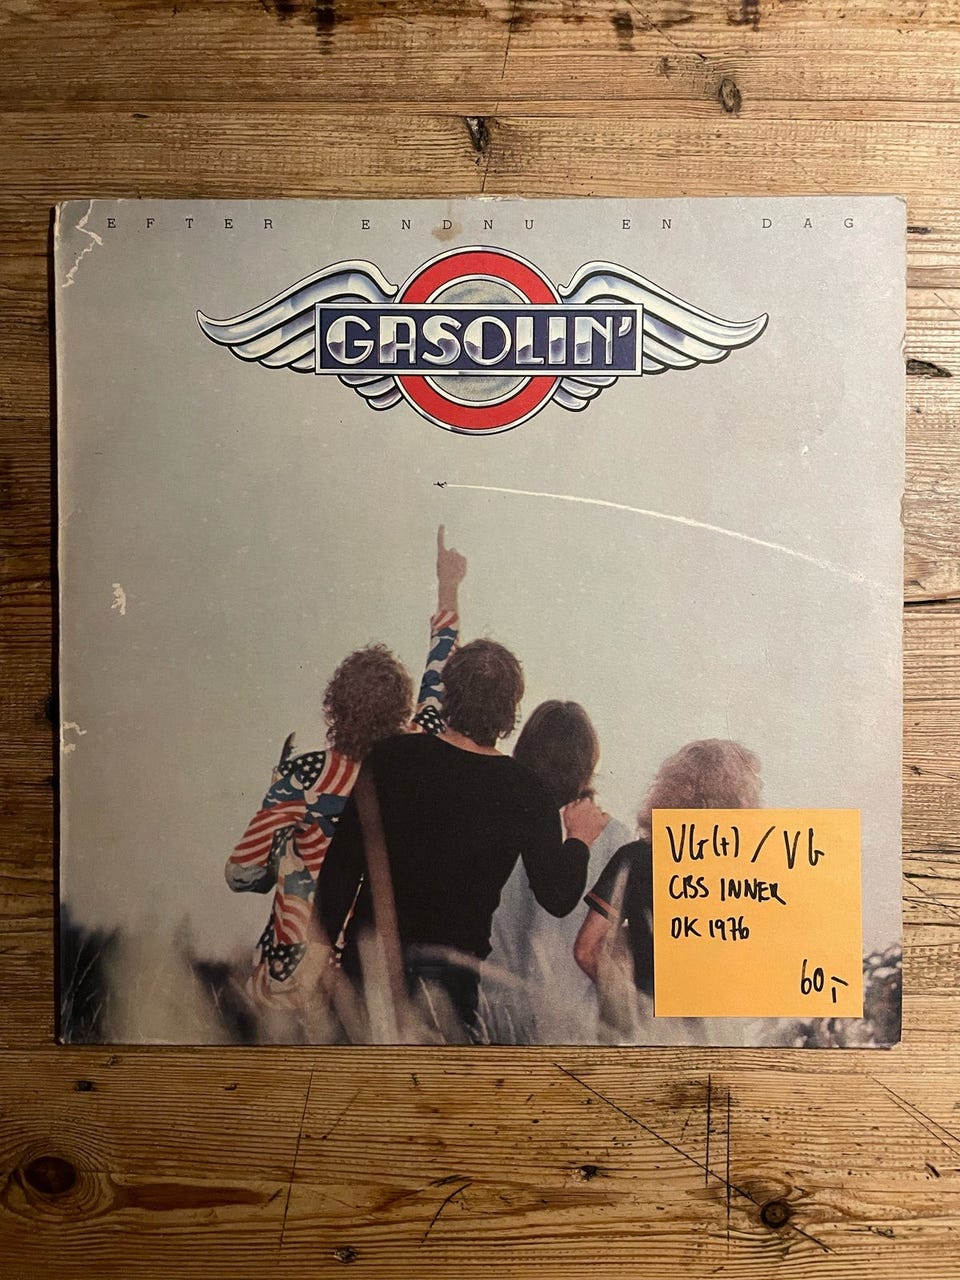 EFTER ENDNU EN DAG
GASOLIN'
VG(+) / VG
CBS INNER
DK 1976
60,-